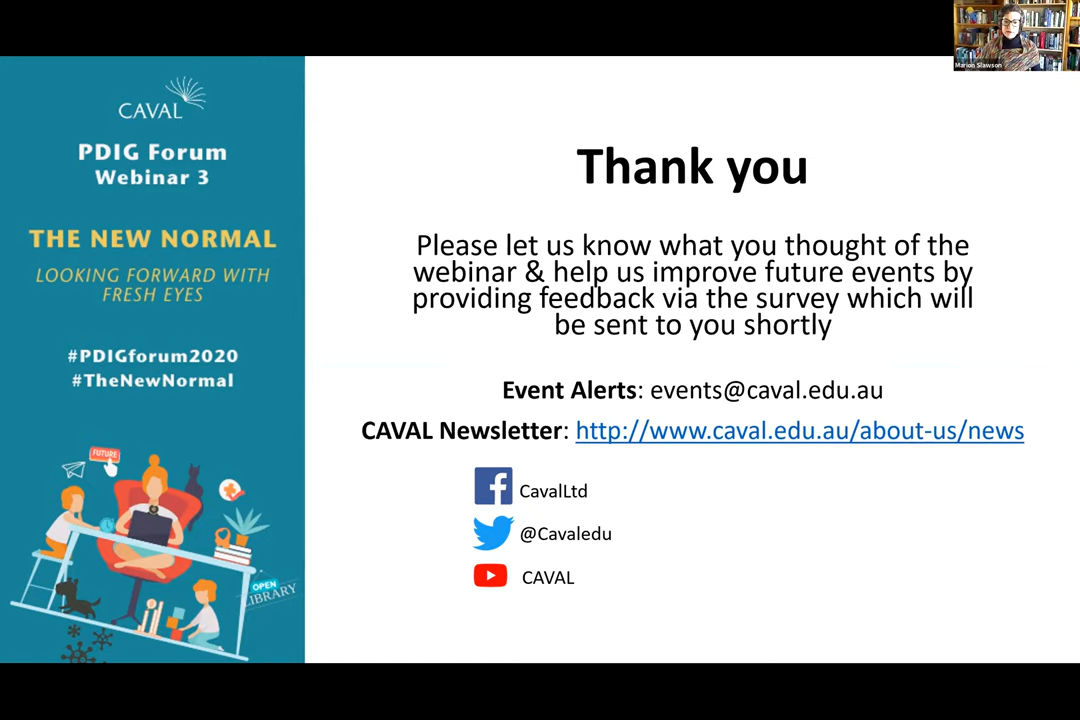 Marion Slawson
CAVAL
PDIG Forum
Webinar 3
THE NEW NORMAL
LOOKING FORWARD WITH
FRESH EYES
#PDIGforum2020
#TheNewNormal
FUTURE
OPEN
LIBRARY
Thank you
Please let us know what you thought of the
webinar & help us improve future events by
providing feedback via the survey which will
be sent to you shortly
Event Alerts: events@caval.edu.au
CAVAL Newsletter: http://www.caval.edu.au/about-us/news
CavalLtd
@Cavaledu
CAVAL